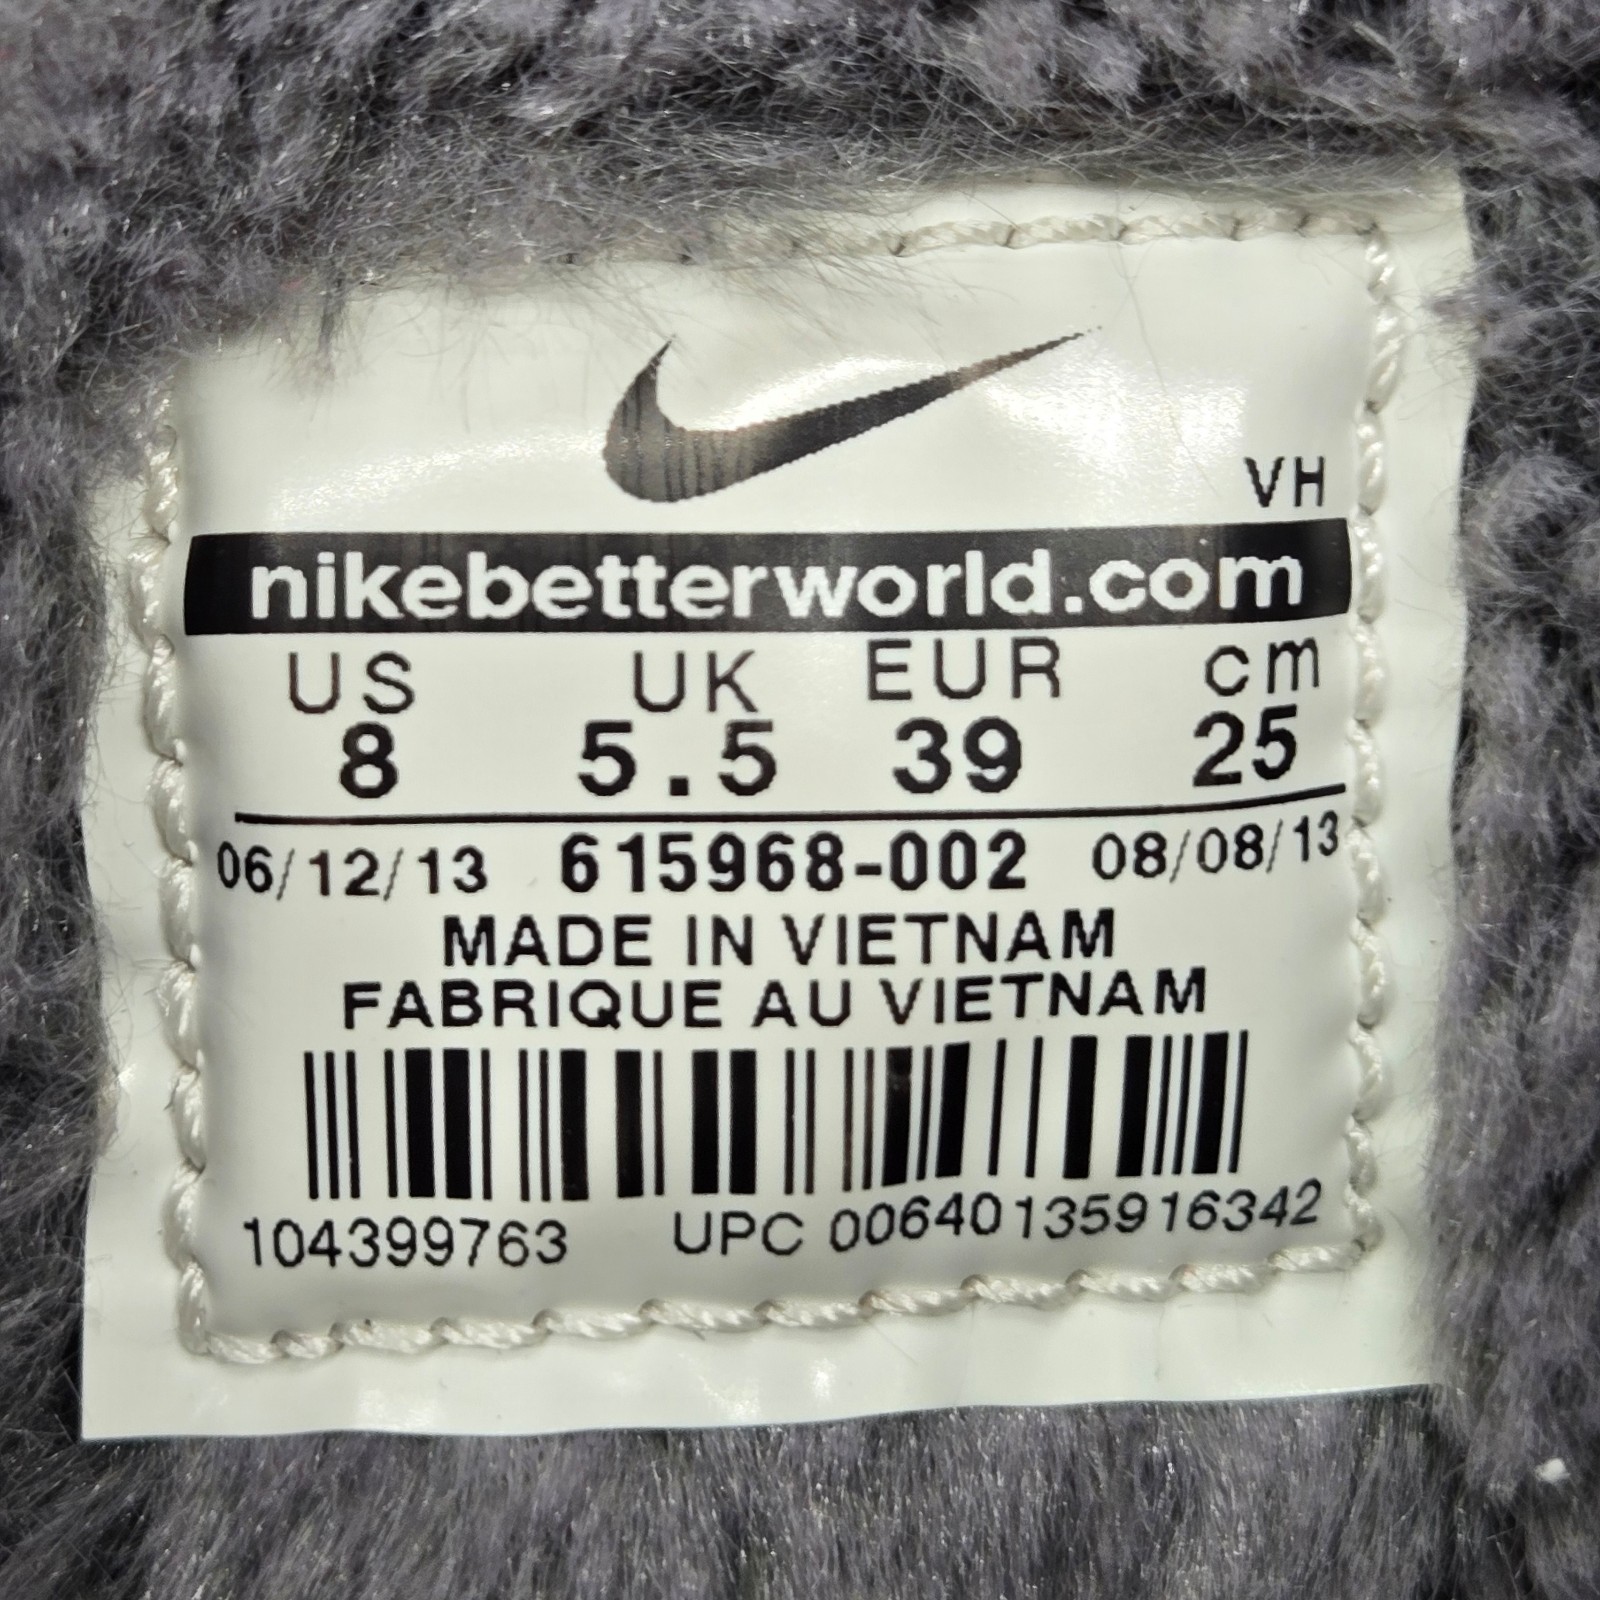 VH
nikebetterworld.com
US UK EUR cm
8 5.5 39 25
06/12/13 615968-002 08/08/13
MADE IN VIETNAM
FABRIQUE AU VIETNAM
104399763 UPC 00640135916342